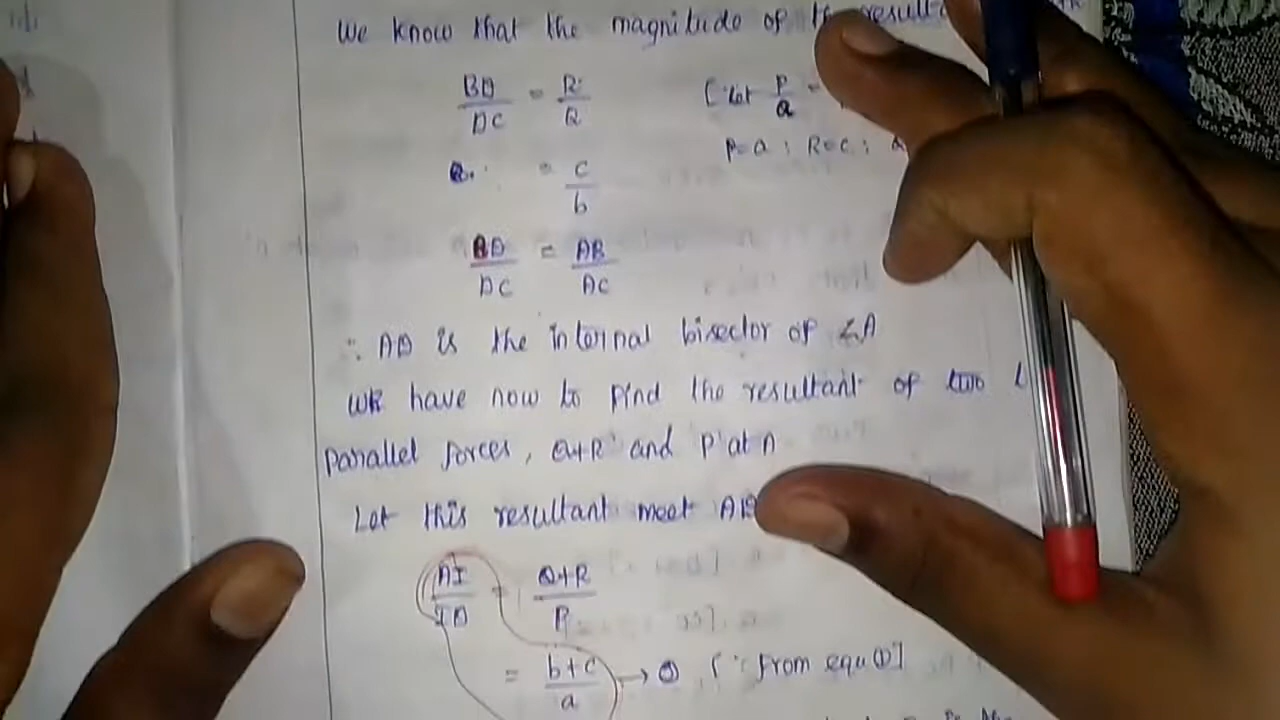 We know that the magnitude of the
BD/DC = R/Q [∵ Let P/a =
= c/b P=a ; R=c ;
BD/DC = AB/AC
∴ AD is the internal bisector of ∠A
We have now to find the resultant of two
Parallel forces, Q+R and P at A
Let this resultant meet AD
AI/ID = Q+R/P
= b+c/a → ① [∵ from equ ①]